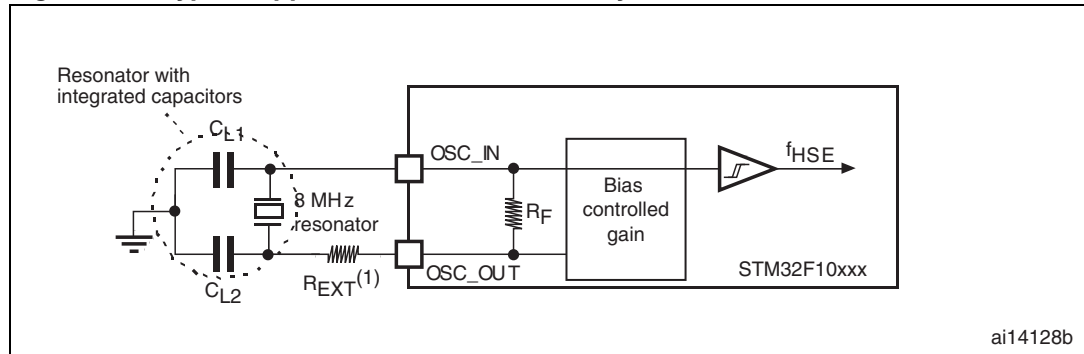 Resonator with
integrated capacitors
CL1
OSC_IN
fHSE
8 MHz
resonator
RF
Bias
controlled
gain
OSC_OUT
STM32F10xxx
REXT(1)
CL2
ai14128b